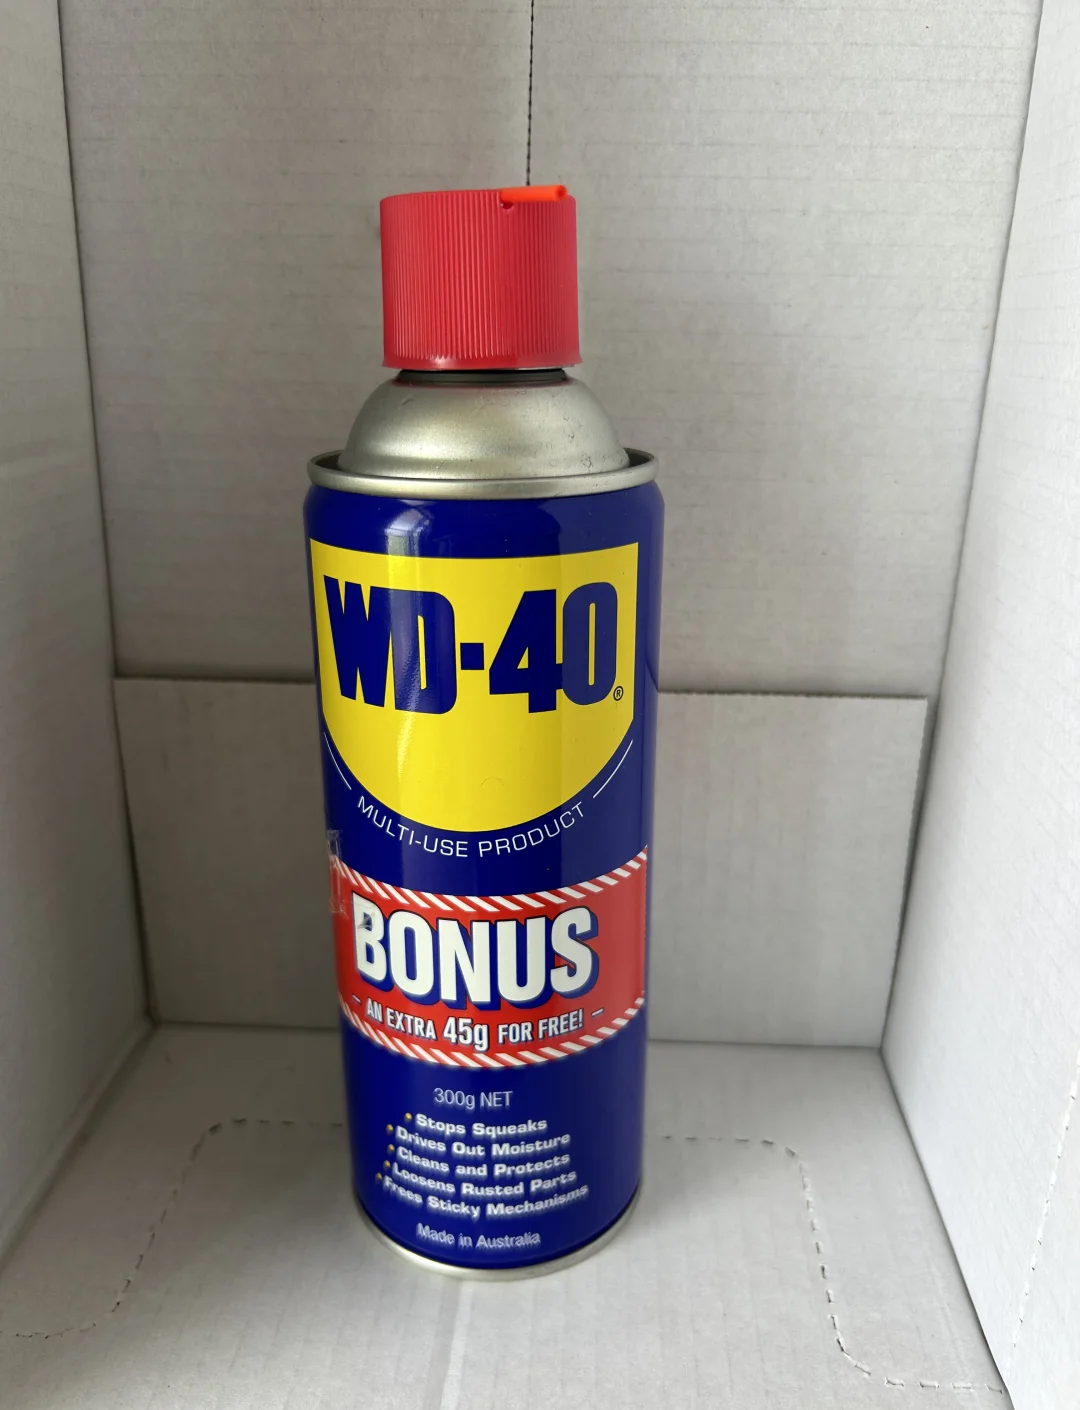 WD-40®
MULTI-USE PRODUCT
BONUS
- AN EXTRA 45g FOR FREE! -
300g NET
• Stops Squeaks
• Drives Out Moisture
• Cleans and Protects
• Loosens Rusted Parts
• Frees Sticky Mechanisms
Made in Australia